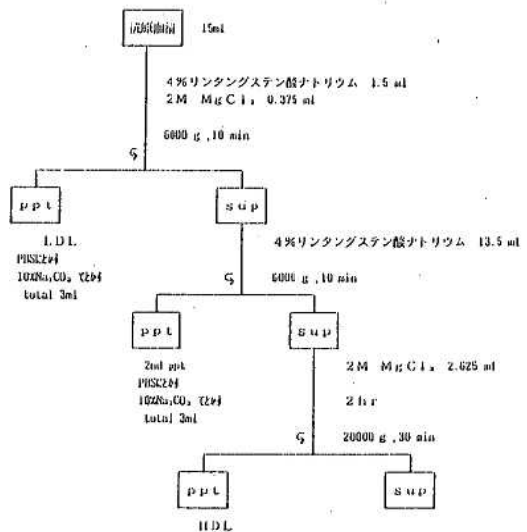 15ml
4%リンタングステン酸ナトリウム 1.5 ml
2M MgCl₂ 0.375 ml
6000 g ,10 min
ppt
sup
LDL
4%リンタングステン酸ナトリウム 13.5 ml
10%Na₂CO₃
6000 g ,10 min
total 3ml
ppt
sup
2nd ppt
2M MgCl₂ 2.625 ml
10%Na₂CO₃
2hr
total 3ml
20000 g ,30 min
ppt
sup
HDL